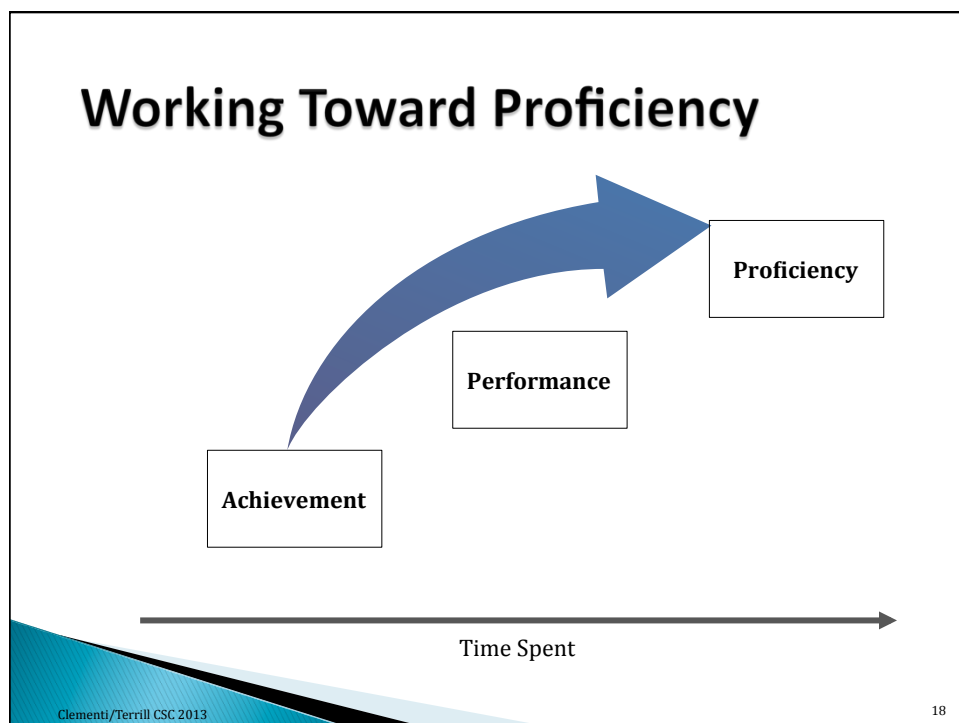 Working Toward Proficiency
Proficiency
Performance
Achievement
Time Spent
Clementi/Terrill CSC 2013
18